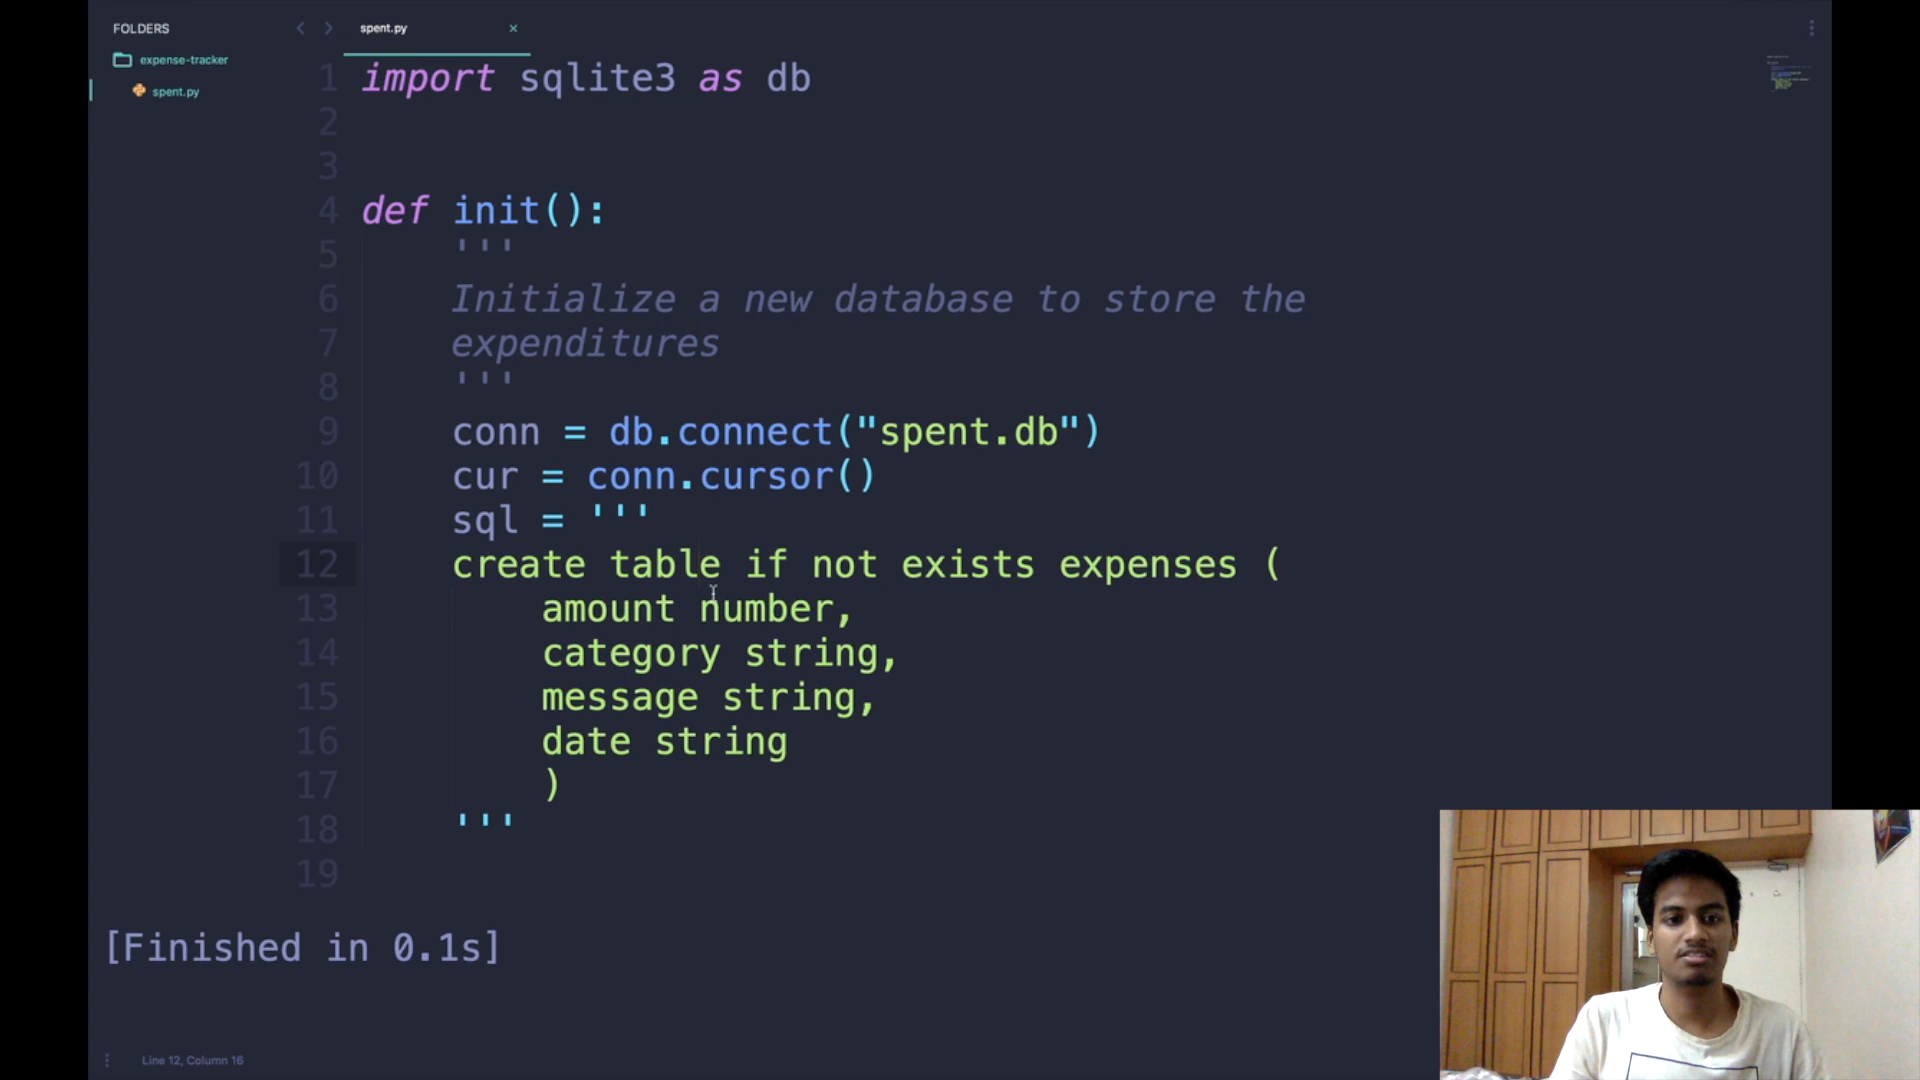 FOLDERS
expense-tracker
spent.py
spent.py ×
1 import sqlite3 as db
2
3
4 def init():
5 '''
6 Initialize a new database to store the
7 expenditures
8 '''
9 conn = db.connect("spent.db")
10 cur = conn.cursor()
11 sql = '''
12 create table if not exists expenses (
13 amount number,
14 category string,
15 message string,
16 date string
17 )
18 '''
19
[Finished in 0.1s]
Line 12, Column 16